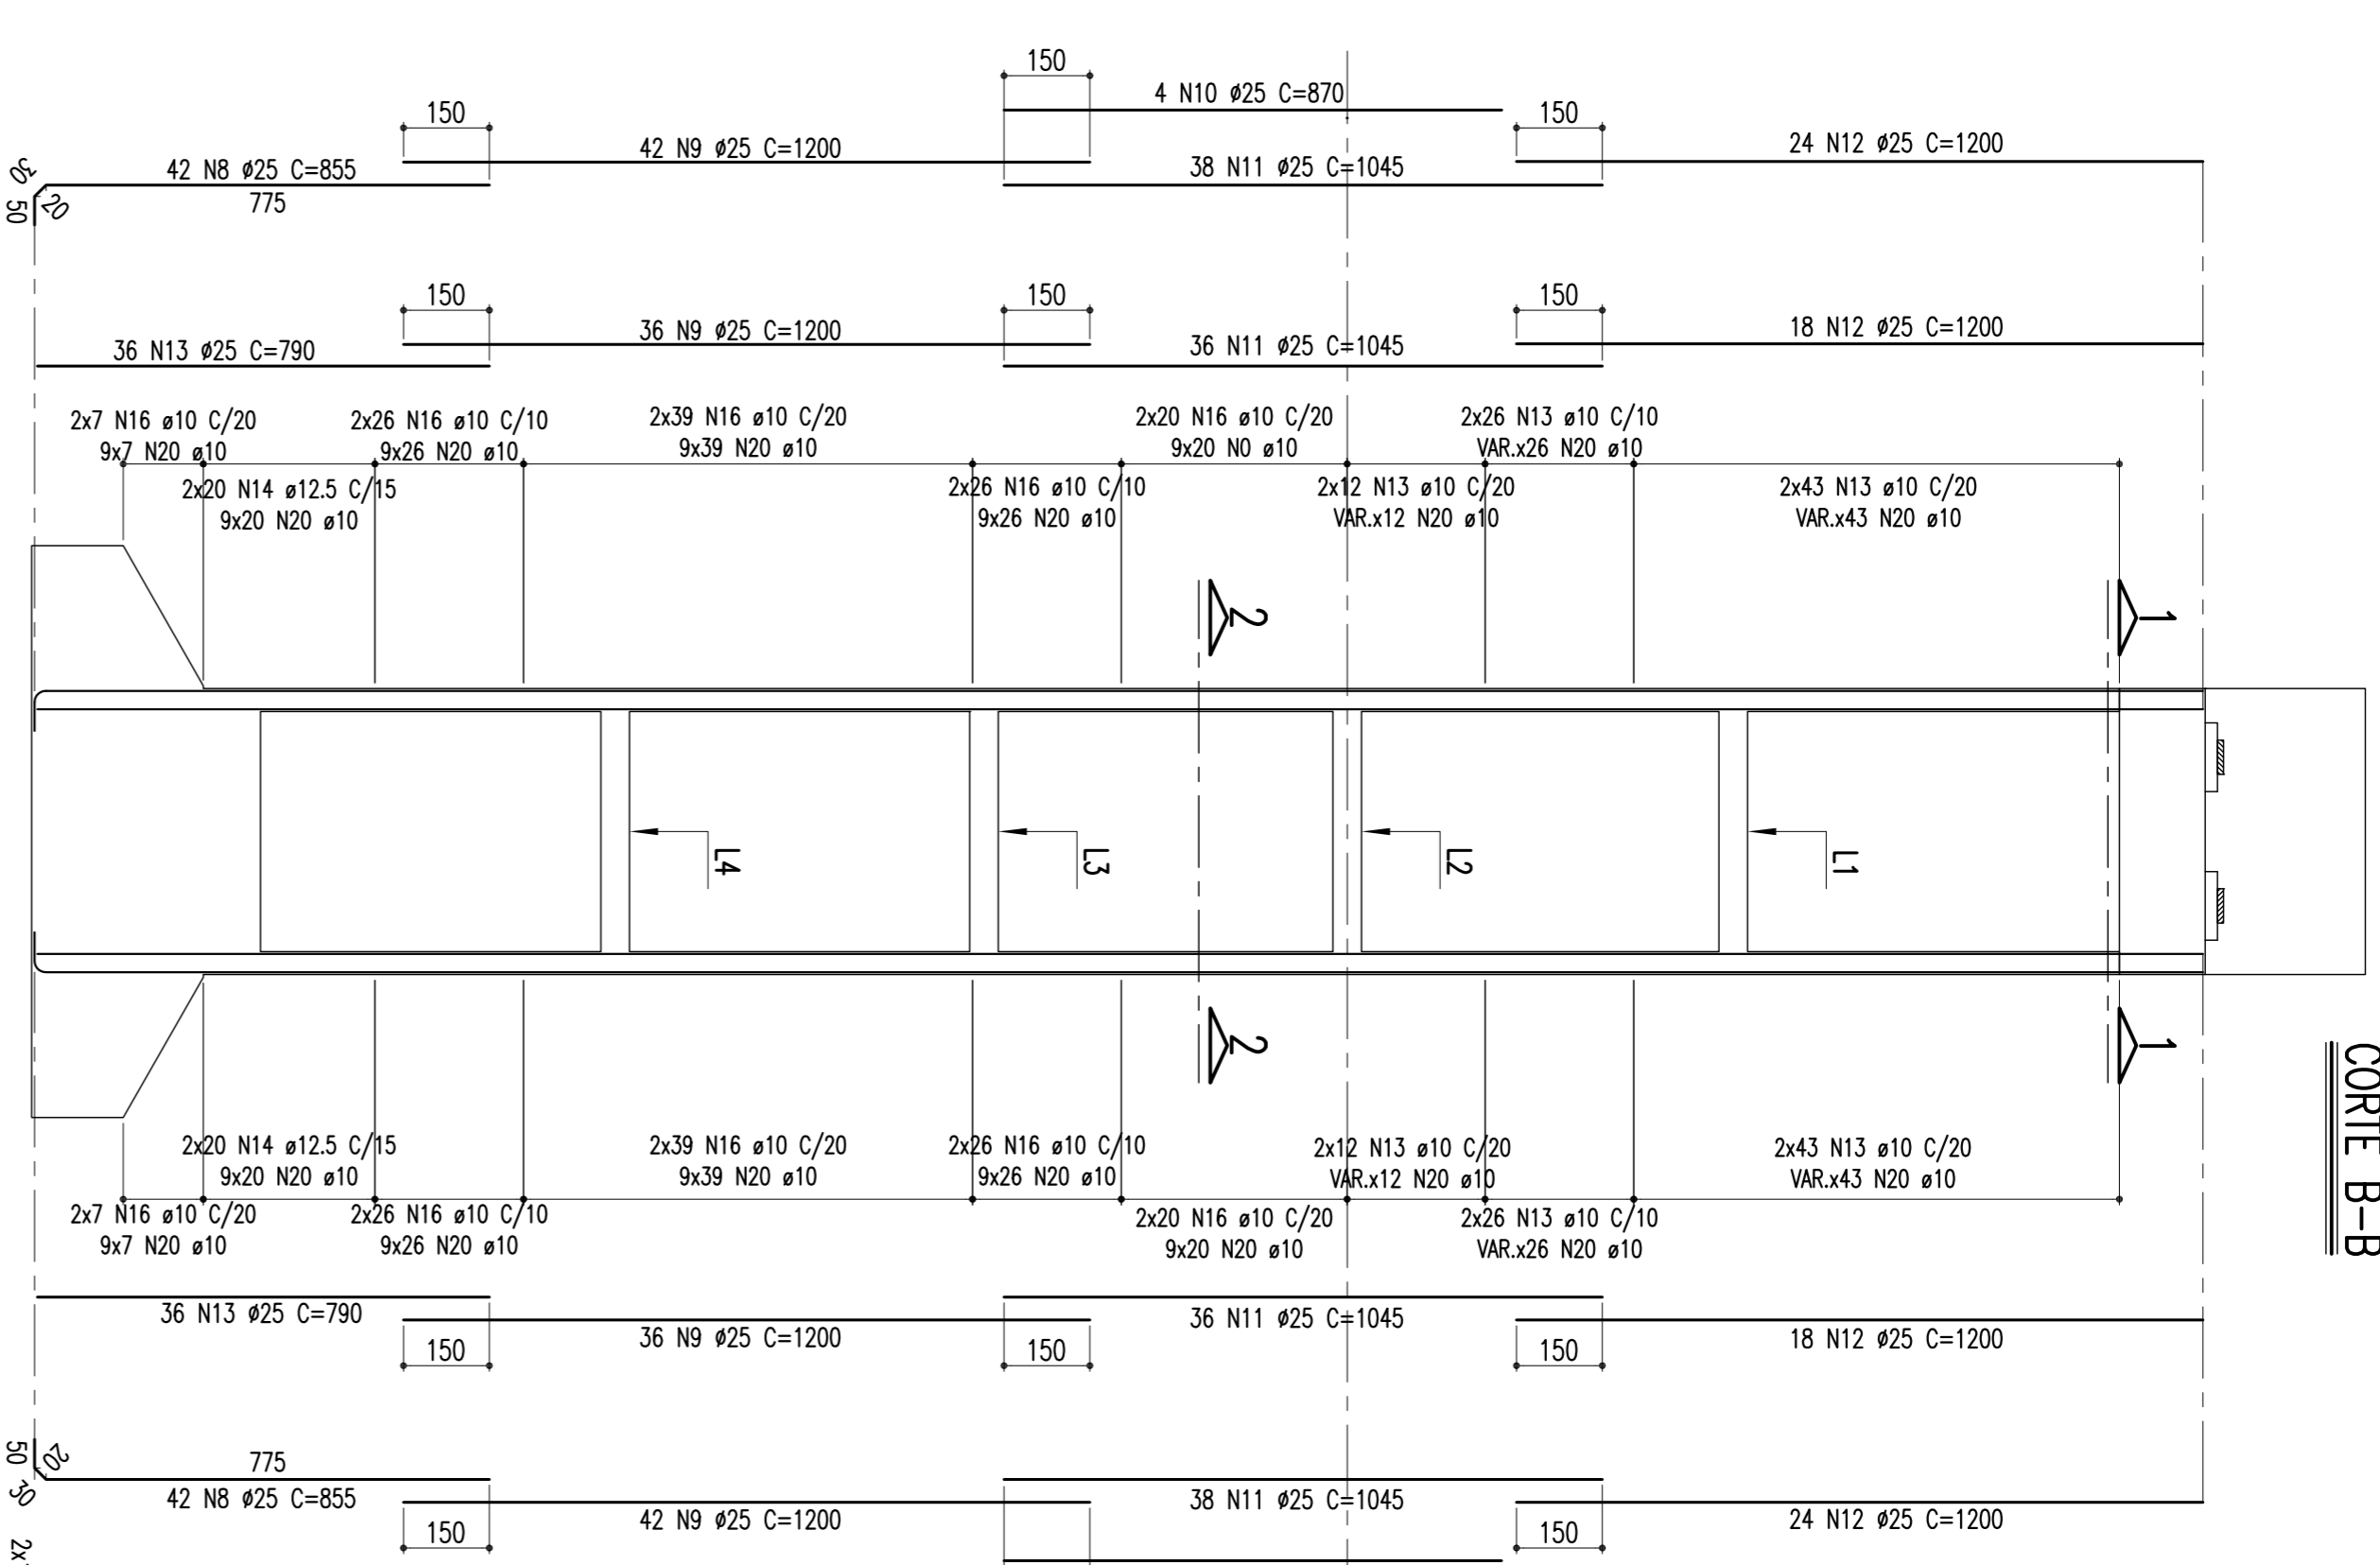 150
4 N10 ø25 C=870
150
150
24 N12 ø25 C=1200
42 N9 ø25 C=1200
38 N11 ø25 C=1045
42 N8 ø25 C=855
775
30
20
50
150
150
150
36 N9 ø25 C=1200
18 N12 ø25 C=1200
36 N13 ø25 C=790
36 N11 ø25 C=1045
2x7 N16 ø10 C/20
9x7 N20 ø10
2x26 N16 ø10 C/10
9x26 N20 ø10
2x39 N16 ø10 C/20
9x39 N20 ø10
2x20 N16 ø10 C/20
9x20 N0 ø10
2x26 N13 ø10 C/10
VAR.x26 N20 ø10
2x20 N14 ø12.5 C/15
9x20 N20 ø10
2x26 N16 ø10 C/10
9x26 N20 ø10
2x12 N13 ø10 C/20
VAR.x12 N20 ø10
2x43 N13 ø10 C/20
VAR.x43 N20 ø10
2
1
L4
L3
L2
L1
2
1
CORTE B-B
2x20 N14 ø12.5 C/15
9x20 N20 ø10
2x39 N16 ø10 C/20
9x39 N20 ø10
2x26 N16 ø10 C/10
9x26 N20 ø10
2x12 N13 ø10 C/20
VAR.x12 N20 ø10
2x43 N13 ø10 C/20
VAR.x43 N20 ø10
2x7 N16 ø10 C/20
9x7 N20 ø10
2x26 N16 ø10 C/10
9x26 N20 ø10
2x20 N16 ø10 C/20
9x20 N20 ø10
2x26 N13 ø10 C/10
VAR.x26 N20 ø10
36 N13 ø25 C=790
36 N11 ø25 C=1045
36 N9 ø25 C=1200
18 N12 ø25 C=1200
150
150
150
50
20
30
775
42 N8 ø25 C=855
38 N11 ø25 C=1045
42 N9 ø25 C=1200
24 N12 ø25 C=1200
150
150